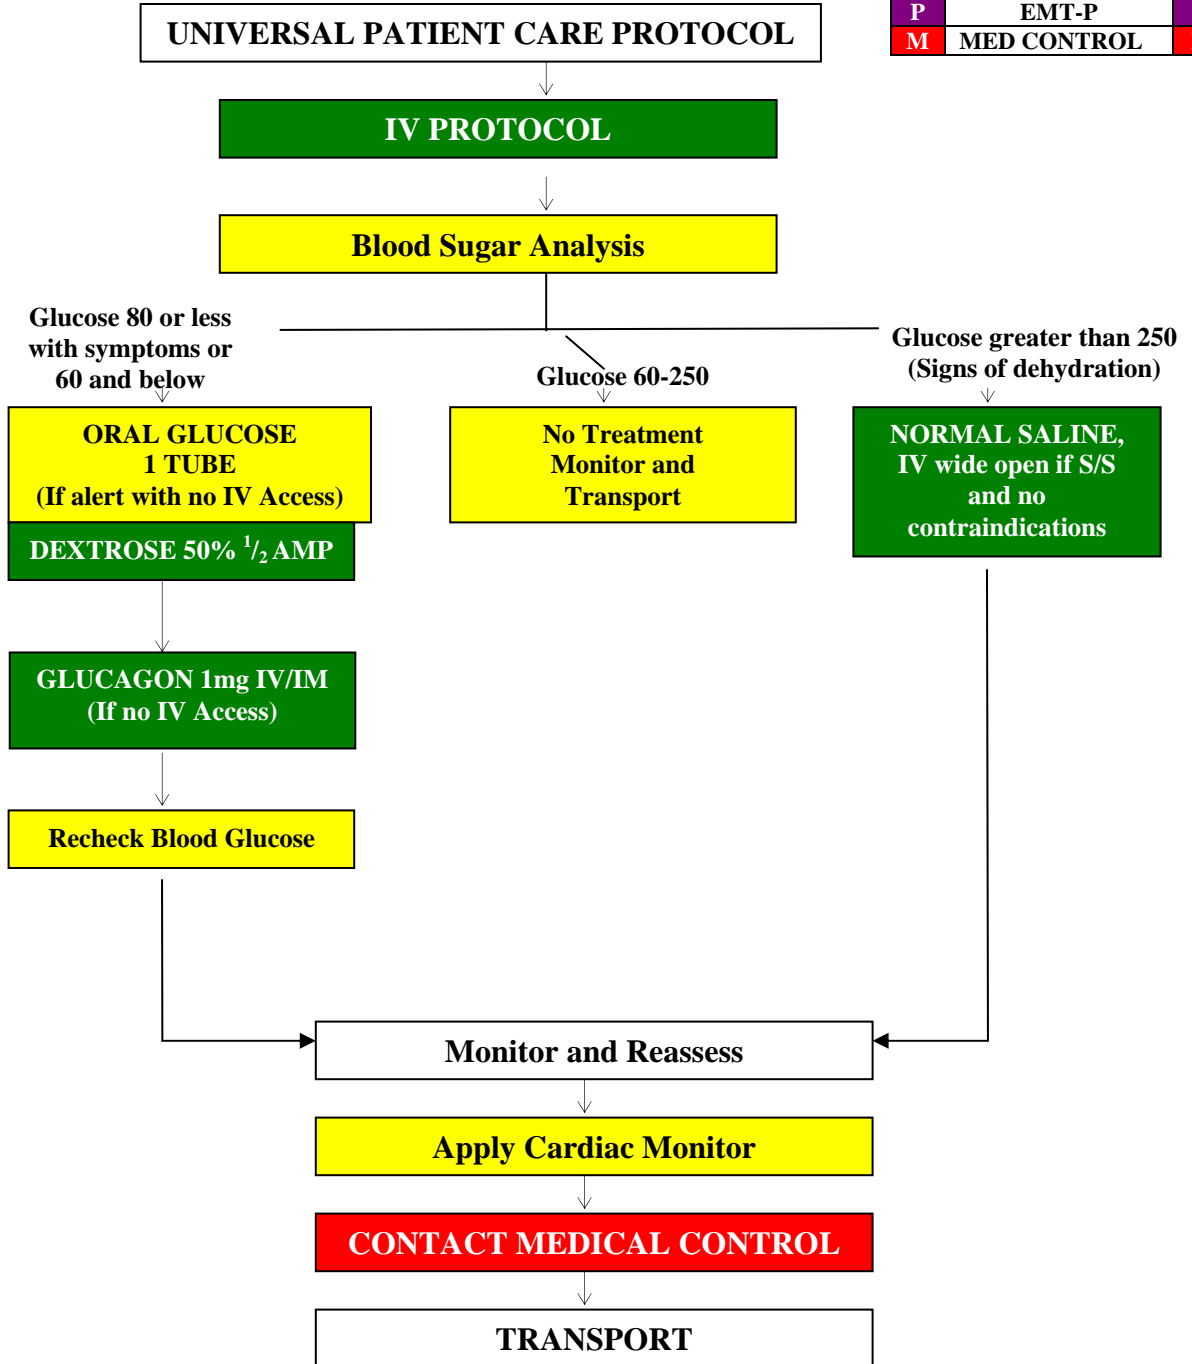 P EMT-P
M MED CONTROL
UNIVERSAL PATIENT CARE PROTOCOL
IV PROTOCOL
Blood Sugar Analysis
Glucose 80 or less
with symptoms or
60 and below
Glucose 60-250
Glucose greater than 250
(Signs of dehydration)
ORAL GLUCOSE
1 TUBE
(If alert with no IV Access)
DEXTROSE 50% 1/2 AMP
No Treatment
Monitor and
Transport
NORMAL SALINE,
IV wide open if S/S
and no
contraindications
GLUCAGON 1mg IV/IM
(If no IV Access)
Recheck Blood Glucose
Monitor and Reassess
Apply Cardiac Monitor
CONTACT MEDICAL CONTROL
TRANSPORT